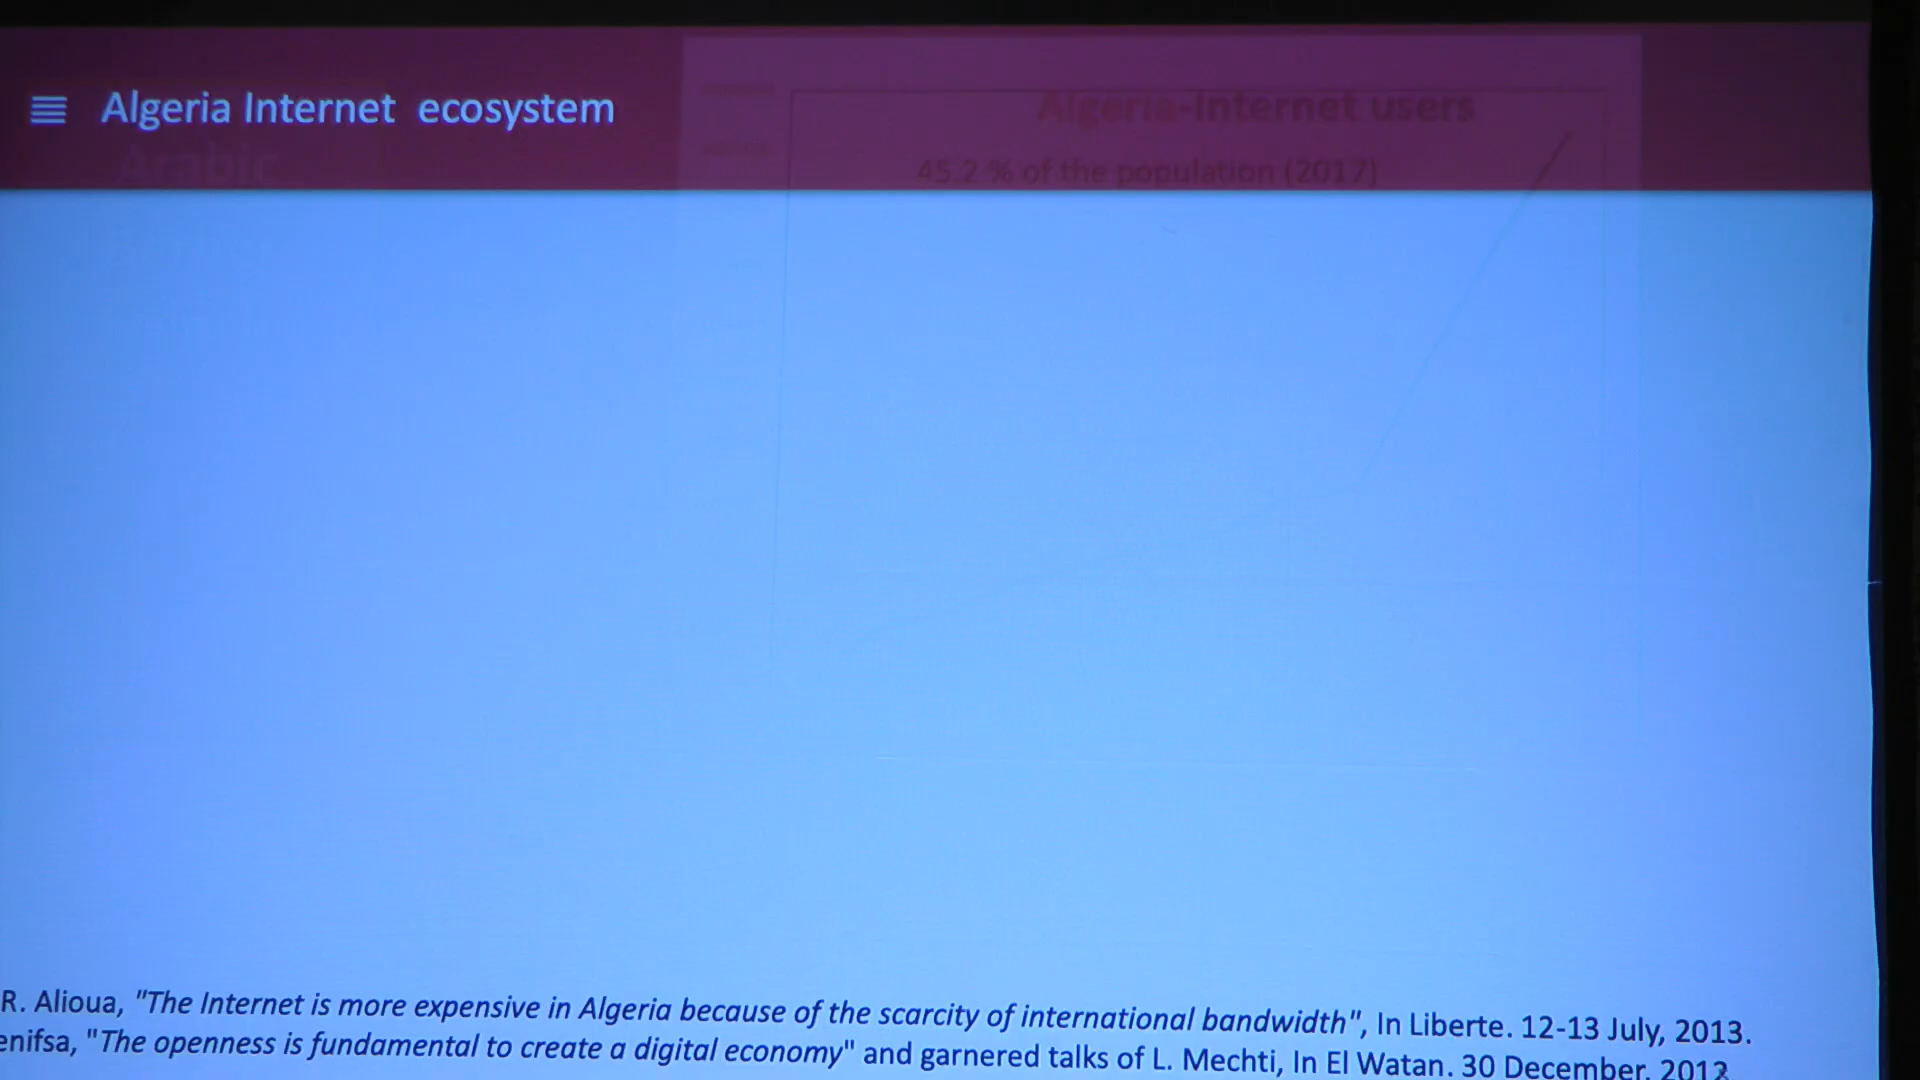 Algeria Internet ecosystem
Algeria-Internet users
Arabic
45.2 % of the population (2017)
R. Alioua, "The Internet is more expensive in Algeria because of the scarcity of international bandwidth", In Liberte. 12-13 July, 2013.
enifsa, "The openness is fundamental to create a digital economy" and garnered talks of L. Mechti, In El Watan. 30 December, 2012